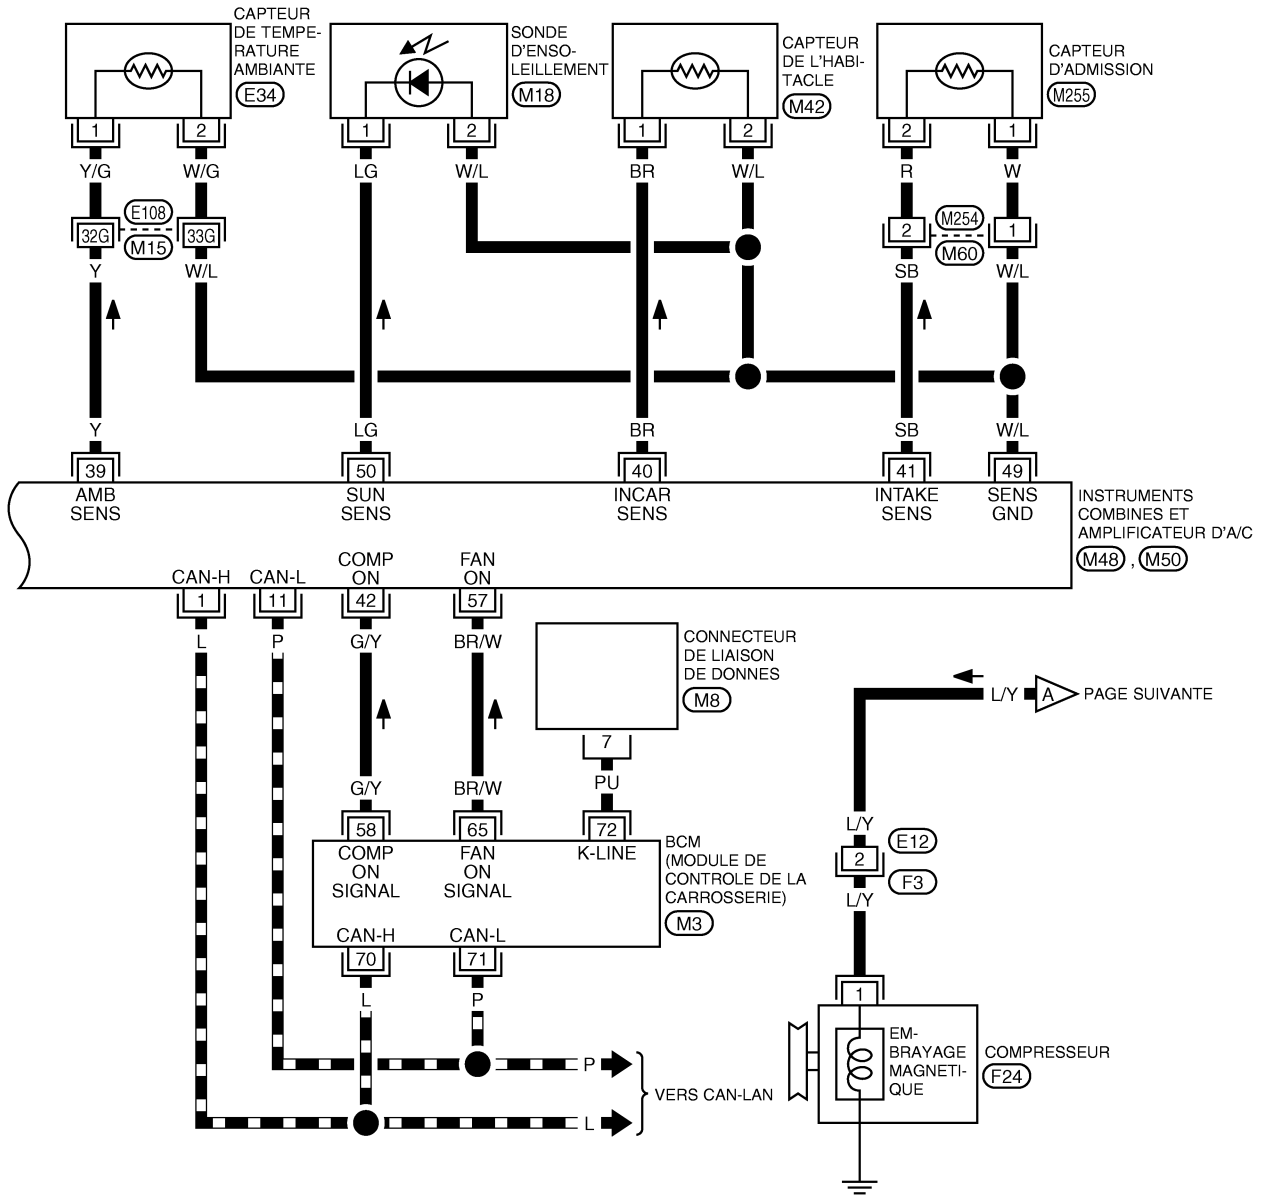 CAPTEUR
DE TEMPE-
RATURE
AMBIANTE
E34
SONDE
D'ENSO-
LEILLEMENT
M18
CAPTEUR
DE L'HABI-
TACLE
M42
CAPTEUR
D'ADMISSION
M255
1 2 1 2 1 2 2 1
Y/G W/G LG W/L BR W/L R W
32G E108 33G 2 M254 1
M15 M60
Y W/L SB W/L
Y LG BR SB W/L
39 50 40 41 49
AMB
SENS
SUN
SENS
INCAR
SENS
INTAKE
SENS
SENS
GND
INSTRUMENTS
COMBINES ET
AMPLIFICATEUR D'A/C
M48 , M50
CAN-H CAN-L
COMP
ON
FAN
ON
1 11 42 57
L P G/Y BR/W
CONNECTEUR
DE LIAISON
DE DONNES
M8
7
PU
L/Y A PAGE SUIVANTE
G/Y BR/W
58 65 72
COMP
ON
SIGNAL
FAN
ON
SIGNAL
K-LINE
BCM
(MODULE DE
CONTROLE DE LA
CARROSSERIE)
M3
L/Y
2
E12
F3
L/Y
CAN-H CAN-L
70 71
L P
1
EM-
BRAYAGE
MAGNETI-
QUE
COMPRESSEUR
F24
P
VERS CAN-LAN
L